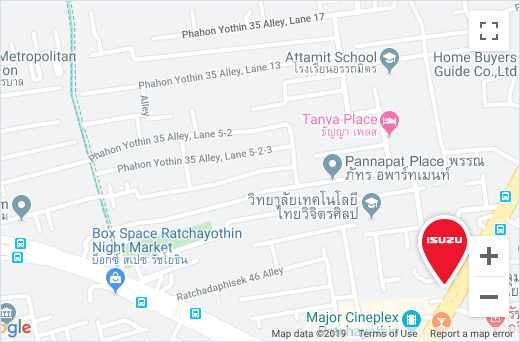 Phahon Yothin 35 Alley, Lane 17
Metropolitan
Attamit School
โรงเรียนอรรถมิตร
Home Buyers
Guide Co.,Ltd
Phahon Yothin 35 Alley, Lane 13
Alley
Tanya Place
ธัญญา เพลส
Phahon Yothin 35 Alley, Lane 5-2
Phahon Yothin 35 Alley, Lane 5-2-3
Pannapat Place พรรณ
ภัทร อพาร์ทเมนท์
วิทยาลัยเทคโนโลยี
ไทยวิจิตรศิลป
Box Space Ratchayothin
Night Market
บ็อกซ์ สเปซ รัชโยธิน
ISUZU
Ratchadaphisek 46 Alley
Major Cineplex
Ratchayothin
Map data ©2019
Terms of Use
Report a map error